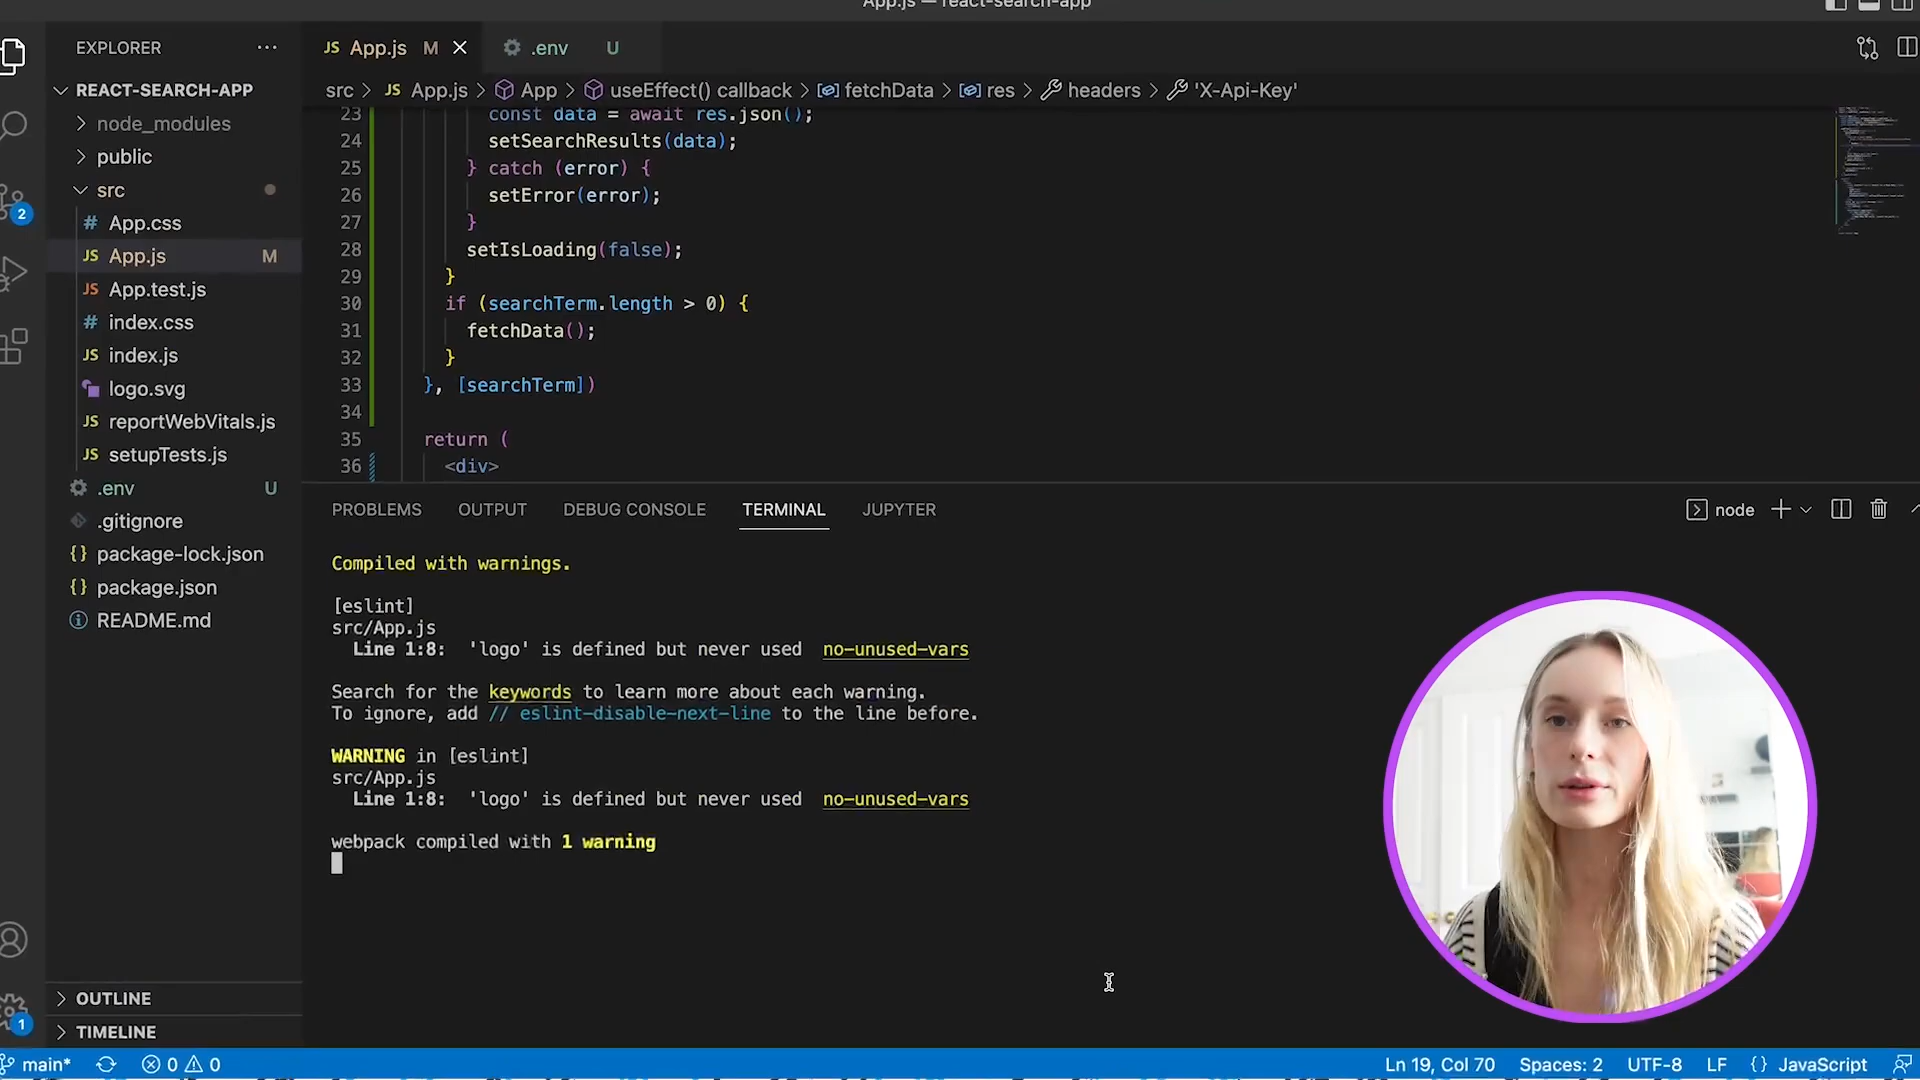 App.js — react-search-app
EXPLORER
App.js M
.env U
REACT-SEARCH-APP
src > App.js > App > useEffect() callback > fetchData > res > headers > 'X-Api-Key'
node_modules
public
src
App.css
App.js M
App.test.js
index.css
index.js
logo.svg
reportWebVitals.js
setupTests.js
.env U
.gitignore
package-lock.json
package.json
README.md
OUTLINE
TIMELINE
2
1
23 const data = await res.json();
24 setSearchResults(data);
25 } catch (error) {
26 setError(error);
27 }
28 setIsLoading(false);
29 }
30 if (searchTerm.length > 0) {
31 fetchData();
32 }
33 }, [searchTerm])
34
35 return (
36 <div>
PROBLEMS OUTPUT DEBUG CONSOLE TERMINAL JUPYTER
node
Compiled with warnings.
[eslint]
src/App.js
Line 1:8: 'logo' is defined but never used no-unused-vars
Search for the keywords to learn more about each warning.
To ignore, add // eslint-disable-next-line to the line before.
WARNING in [eslint]
src/App.js
Line 1:8: 'logo' is defined but never used no-unused-vars
webpack compiled with 1 warning
main* 0 0 Ln 19, Col 70 Spaces: 2 UTF-8 LF {} JavaScript